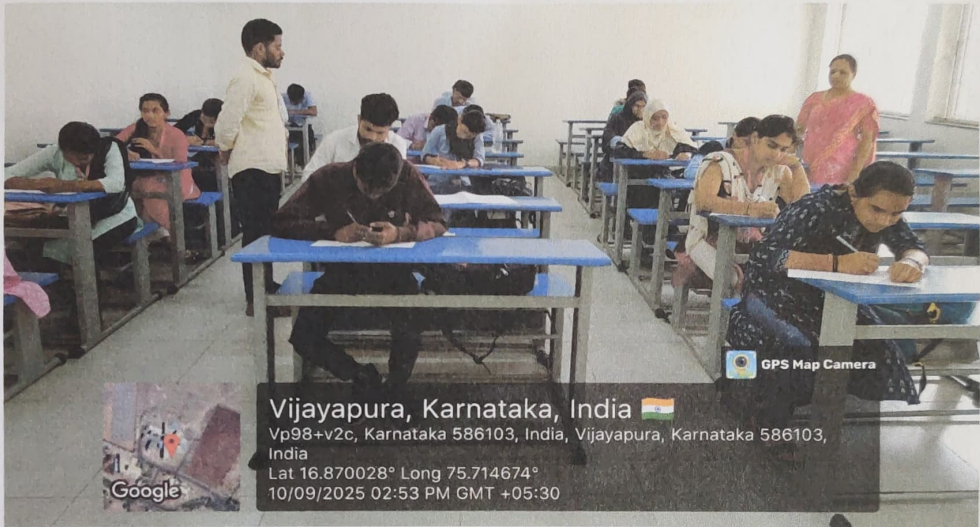 GPS Map Camera
Vijayapura, Karnataka, India
Vp98+v2c, Karnataka 586103, India, Vijayapura, Karnataka 586103,
India
Lat 16.870028° Long 75.714674°
10/09/2025 02:53 PM GMT +05:30
Google